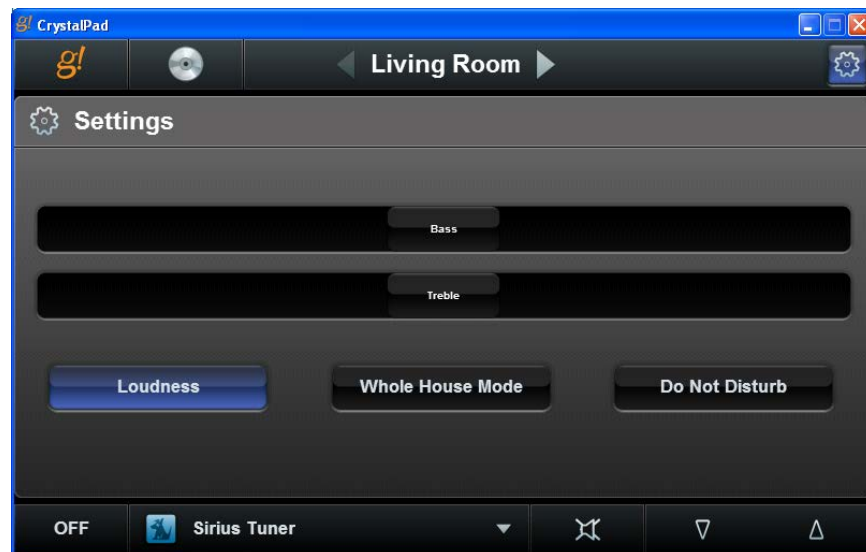 g! CrystalPad
g! Living Room
Settings
Bass
Treble
Loudness Whole House Mode Do Not Disturb
OFF Sirius Tuner